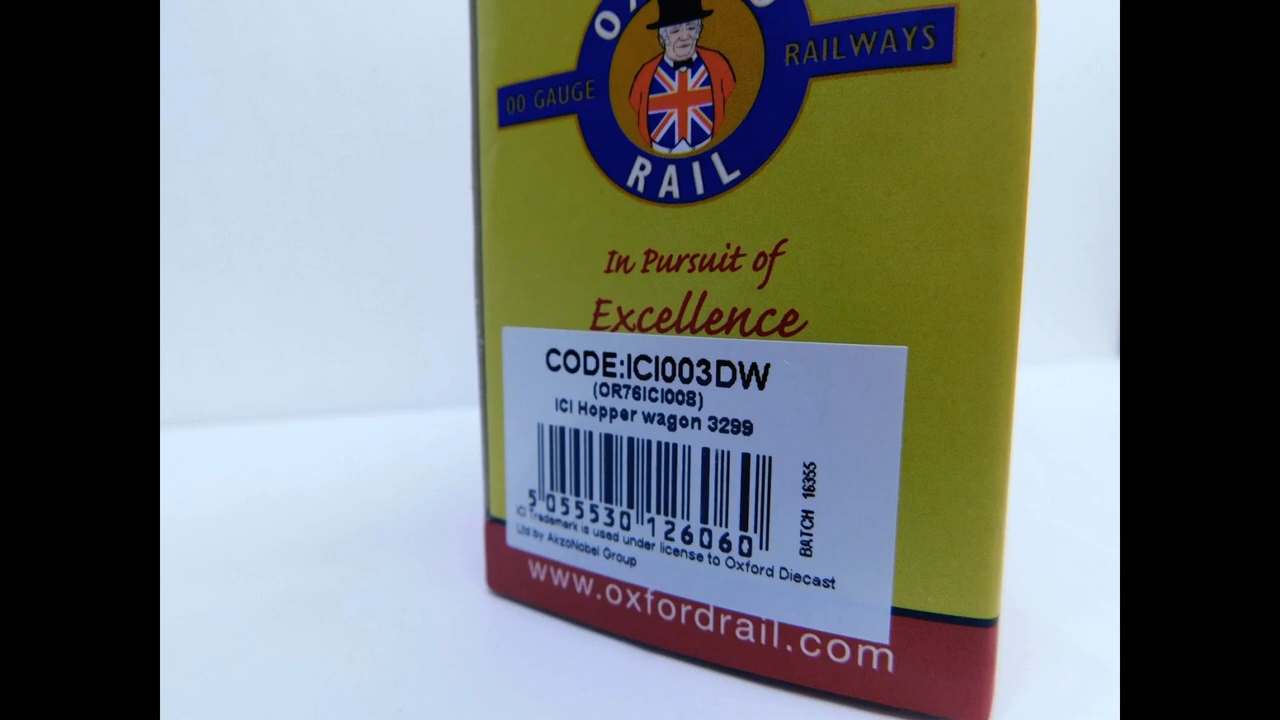 00 GAUGE
RAILWAYS
RAIL
In Pursuit of
Excellence
CODE:ICI003DW
(OR76ICI008)
ICI Hopper wagon 3299
5 055530 126060
BATCH 16355
ICI Trademark is used under license to Oxford Diecast
Ltd by AkzoNobel Group
www.oxfordrail.com